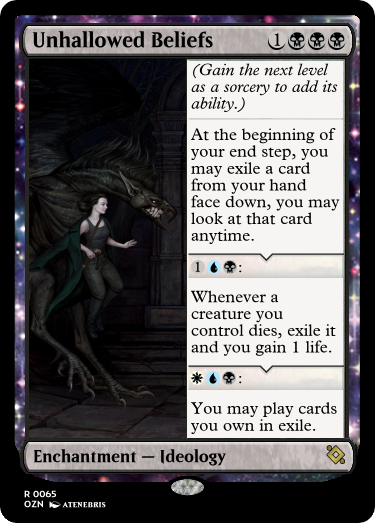 Unhallowed Beliefs 1
(Gain the next level
as a sorcery to add its
ability.)
At the beginning of
your end step, you
may exile a card
from your hand
face down, you may
look at that card
anytime.
1 :
Whenever a
creature you
control dies, exile it
and you gain 1 life.
:
You may play cards
you own in exile.
Enchantment — Ideology
R 0065
OZN ATENEBRIS